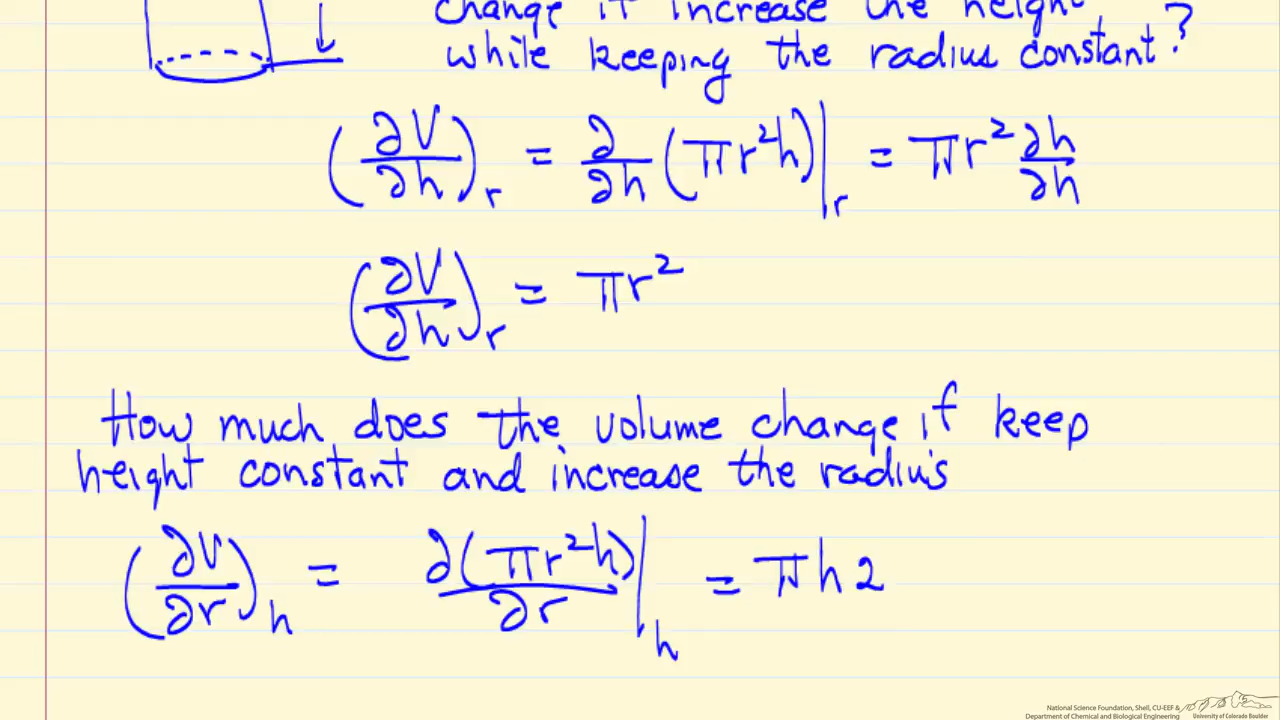 change if increase the height
while keeping the radius constant?
(∂V/∂h)_r = ∂/∂h (πr²h)|_r = πr² ∂h/∂h
(∂V/∂h)_r = πr²
How much does the volume change if keep
height constant and increase the radius
(∂V/∂r)_h = ∂(πr²h)/∂r|_h = πh2
National Science Foundation, Shell, CU-EEF &
Department of Chemical and Biological Engineering
University of Colorado Boulder